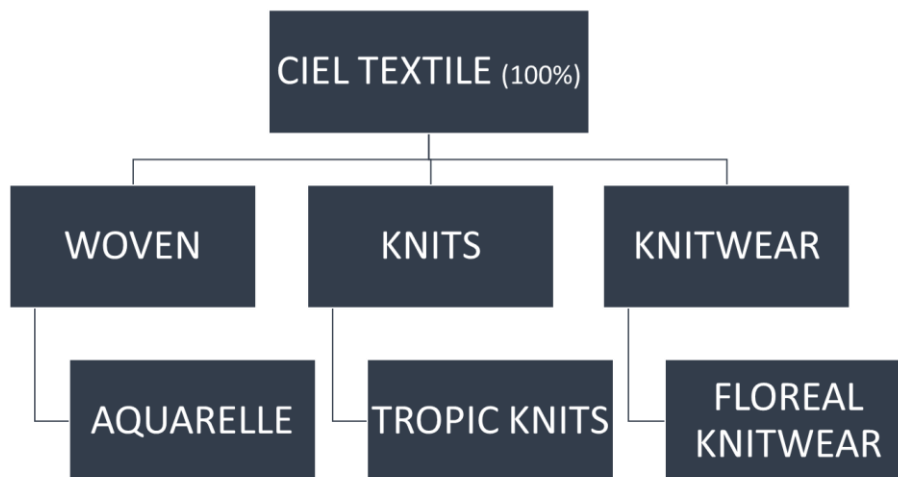 CIEL TEXTILE (100%)
WOVEN
KNITS
KNITWEAR
AQUARELLE
TROPIC KNITS
FLOREAL
KNITWEAR